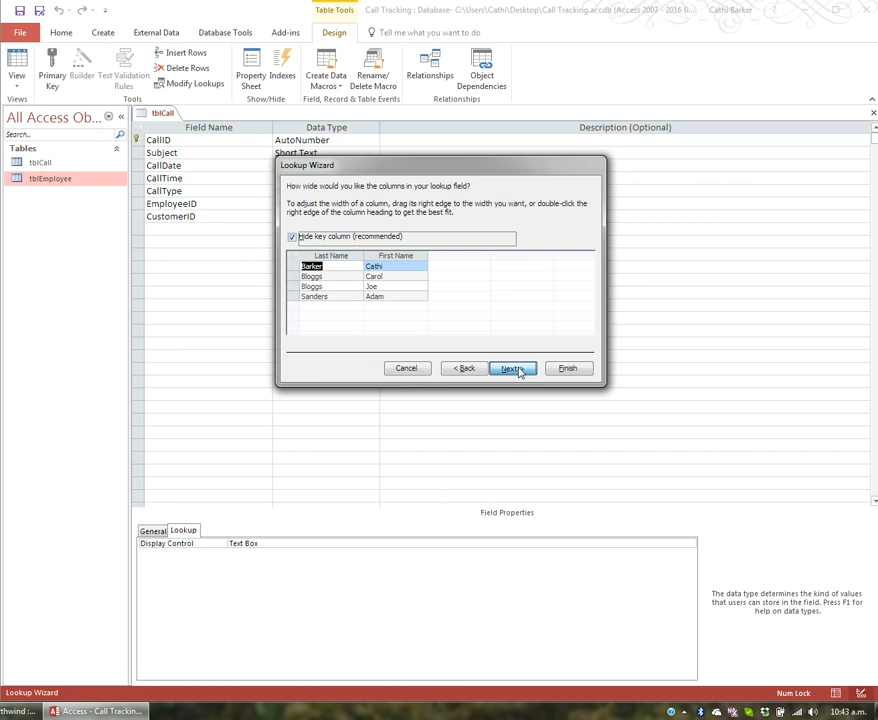 Table Tools
Call Tracking : Database- C:\Users\Cathi\Desktop\Call Tracking.accdb (Access 2007 - 2016 fi...
Cathi Barker
File
Home
Create
External Data
Database Tools
Add-ins
Design
Tell me what you want to do
View
Primary Key
Builder
Test Validation Rules
Insert Rows
Delete Rows
Modify Lookups
Property Sheet
Indexes
Create Data Macros
Rename/ Delete Macro
Relationships
Object Dependencies
Views
Tools
Show/Hide
Field, Record & Table Events
Relationships
All Access Ob...
Search...
Tables
tblCall
tblEmployee
tblCall
Field Name
Data Type
Description (Optional)
CallID
AutoNumber
Subject
Short Text
CallDate
CallTime
CallType
EmployeeID
CustomerID
Lookup Wizard
How wide would you like the columns in your lookup field?
To adjust the width of a column, drag its right edge to the width you want, or double-click the
right edge of the column heading to get the best fit.
Hide key column (recommended)
Last Name First Name
Barker Cathi
Bloggs Carol
Bloggs Joe
Sanders Adam
Cancel
< Back
Next >
Finish
Field Properties
General
Lookup
Display Control
Text Box
The data type determines the kind of values
that users can store in the field. Press F1 for
help on data types.
Lookup Wizard
Num Lock
thwind :...
Access - Call Trackin...
10:43 a.m.